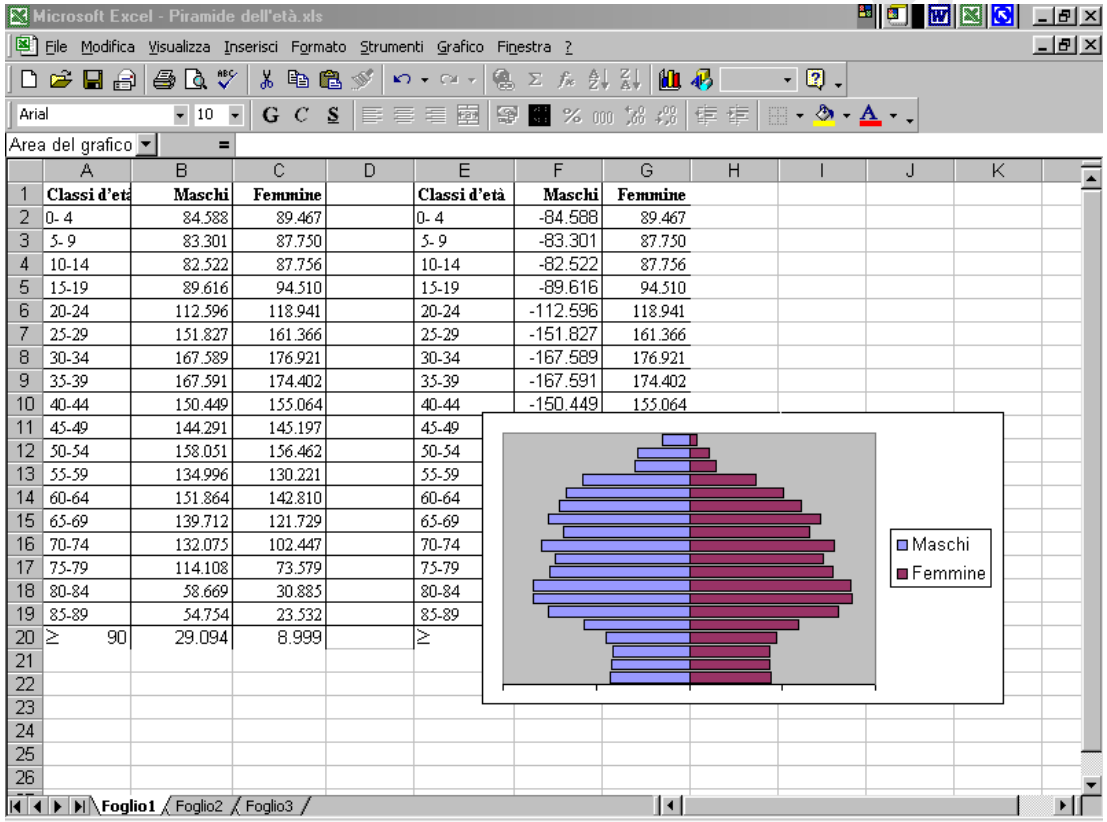 Microsoft Excel - Piramide dell'età.xls
File Modifica Visualizza Inserisci Formato Strumenti Grafico Finestra ?
Arial 10 G C S % 000
Area del grafico =
A B C D E F G H I J K
1 Classi d'età Maschi Femmine Classi d'età Maschi Femmine
2 0- 4 84.588 89.467 0- 4 -84.588 89.467
3 5- 9 83.301 87.750 5- 9 -83.301 87.750
4 10-14 82.522 87.756 10-14 -82.522 87.756
5 15-19 89.616 94.510 15-19 -89.616 94.510
6 20-24 112.596 118.941 20-24 -112.596 118.941
7 25-29 151.827 161.366 25-29 -151.827 161.366
8 30-34 167.589 176.921 30-34 -167.589 176.921
9 35-39 167.591 174.402 35-39 -167.591 174.402
10 40-44 150.449 155.064 40-44 -150.449 155.064
11 45-49 144.291 145.197 45-49
12 50-54 158.051 156.462 50-54
13 55-59 134.996 130.221 55-59
14 60-64 151.864 142.810 60-64
15 65-69 139.712 121.729 65-69
16 70-74 132.075 102.447 70-74
17 75-79 114.108 73.579 75-79
18 80-84 58.669 30.885 80-84
19 85-89 54.754 23.532 85-89
20 ≥ 90 29.094 8.999 ≥
21
22
23
24
25
26
Maschi
Femmine
Foglio1 Foglio2 Foglio3